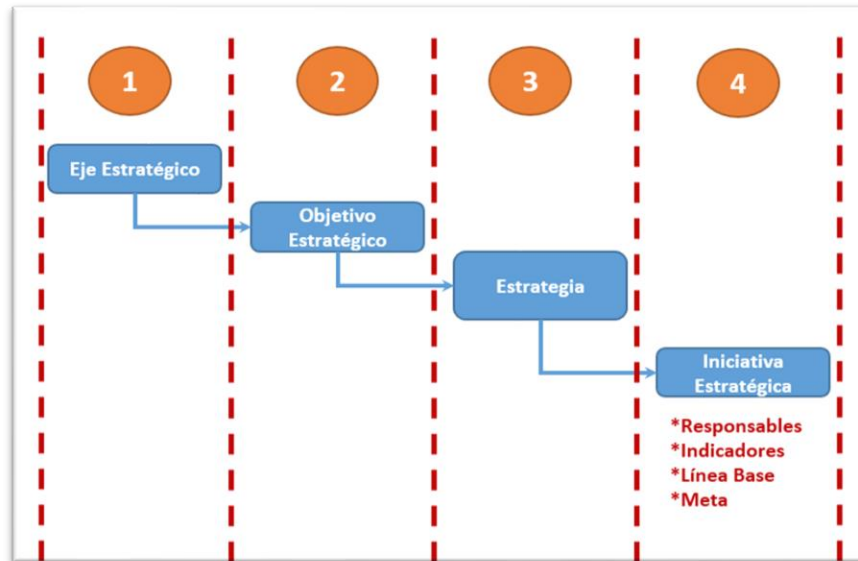 1
2
3
4
Eje Estratégico
Objetivo
Estratégico
Estrategia
Iniciativa
Estratégica
*Responsables
*Indicadores
*Línea Base
*Meta